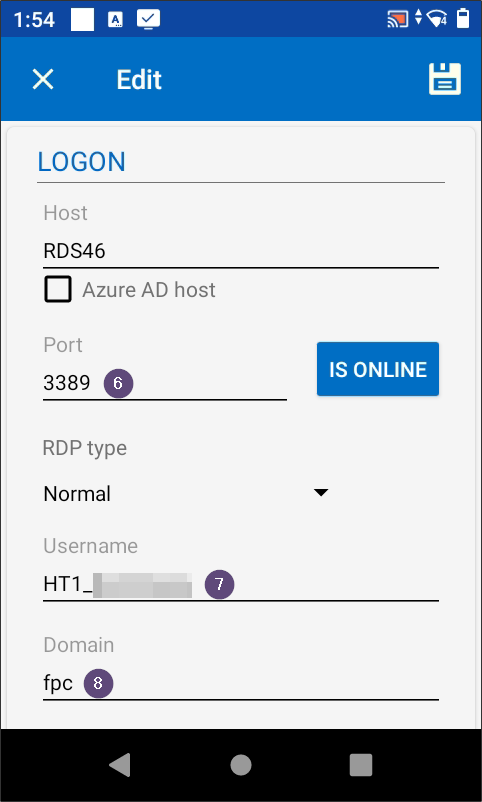 1:54 A 4
Edit
LOGON
Host
RDS46
Azure AD host
Port
3389 6
IS ONLINE
RDP type
Normal
Username
HT1_ 7
Domain
fpc 8